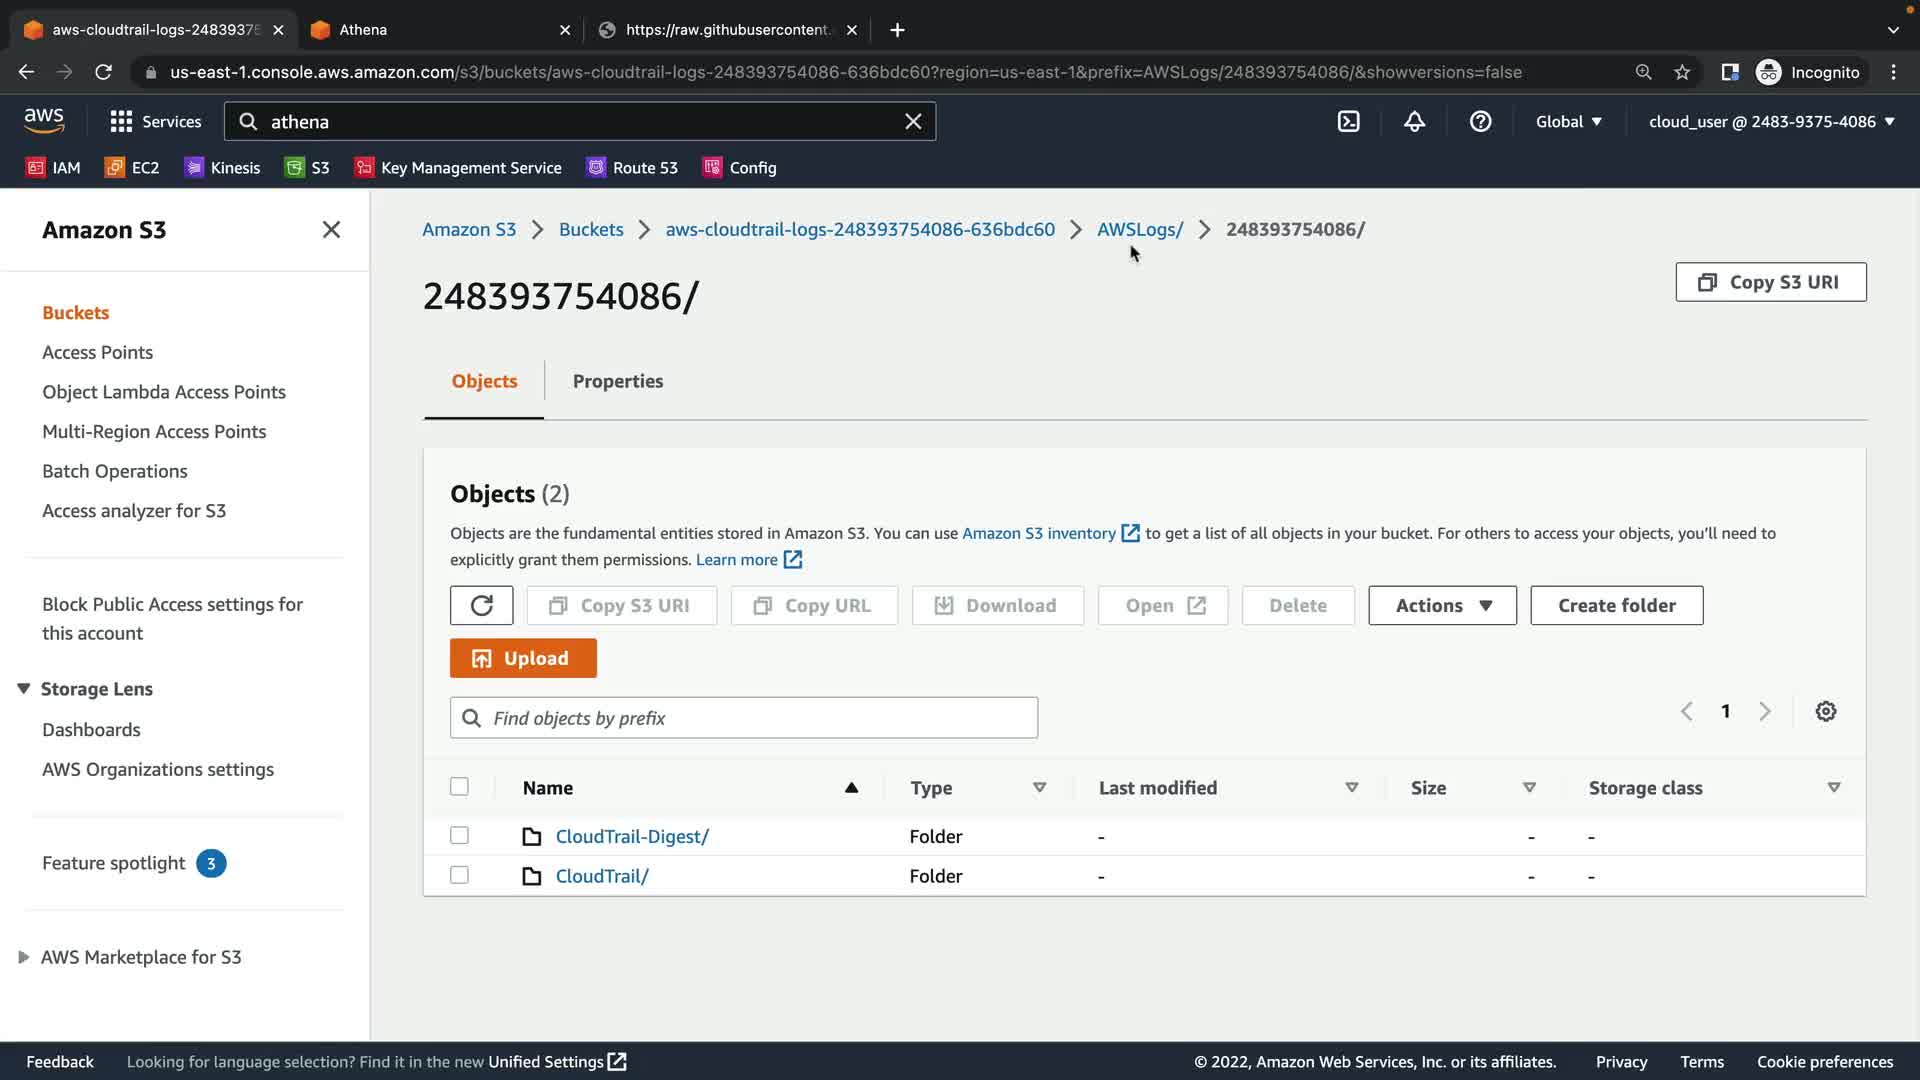 aws-cloudtrail-logs-24839375
Athena
https://raw.githubusercontent.
us-east-1.console.aws.amazon.com/s3/buckets/aws-cloudtrail-logs-248393754086-636bdc60?region=us-east-1&prefix=AWSLogs/248393754086/&showversions=false
Incognito
aws
Services
athena
Global
cloud_user @ 2483-9375-4086
IAM
EC2
Kinesis
S3
Key Management Service
Route 53
Config
Amazon S3
Buckets
Access Points
Object Lambda Access Points
Multi-Region Access Points
Batch Operations
Access analyzer for S3
Block Public Access settings for
this account
Storage Lens
Dashboards
AWS Organizations settings
Feature spotlight 3
AWS Marketplace for S3
Amazon S3 > Buckets > aws-cloudtrail-logs-248393754086-636bdc60 > AWSLogs/ > 248393754086/
248393754086/
Copy S3 URI
Objects
Properties
Objects (2)
Objects are the fundamental entities stored in Amazon S3. You can use Amazon S3 inventory to get a list of all objects in your bucket. For others to access your objects, you'll need to
explicitly grant them permissions. Learn more
Copy S3 URI
Copy URL
Download
Open
Delete
Actions
Create folder
Upload
Find objects by prefix
1
Name Type Last modified Size Storage class
CloudTrail-Digest/ Folder - - -
CloudTrail/ Folder - - -
Feedback
Looking for language selection? Find it in the new Unified Settings
© 2022, Amazon Web Services, Inc. or its affiliates.
Privacy
Terms
Cookie preferences